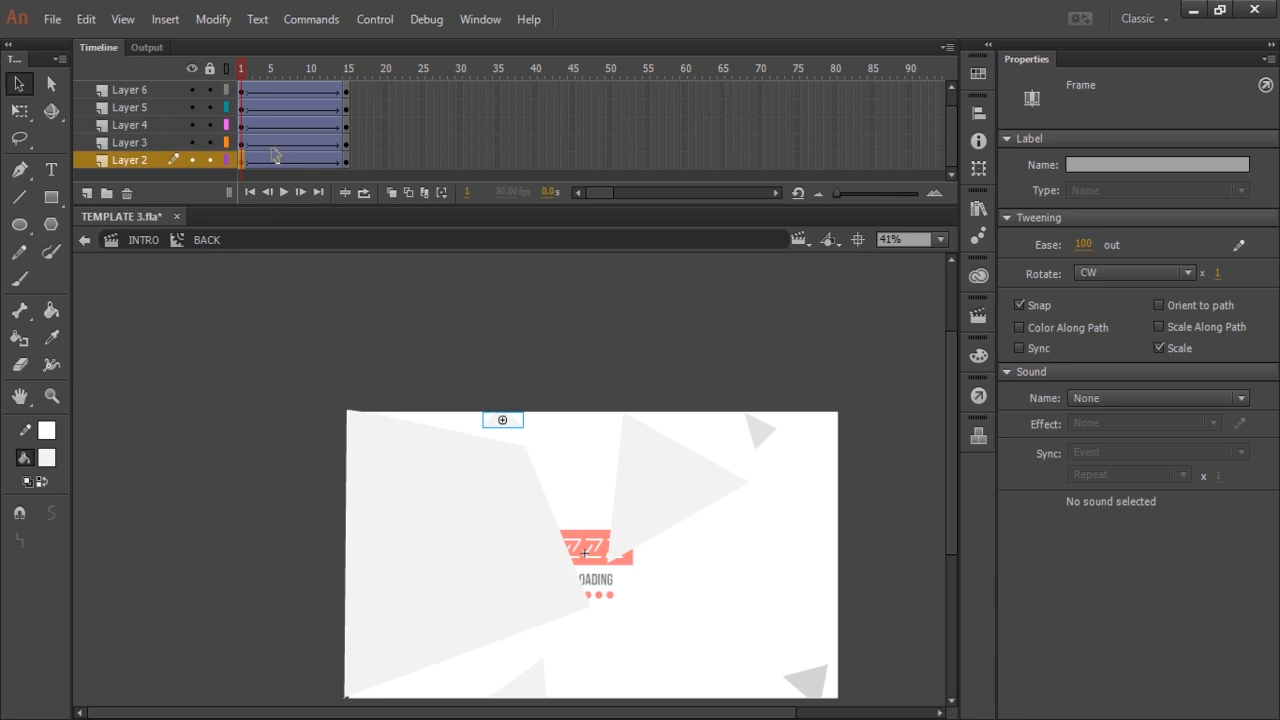 An File Edit View Insert Modify Text Commands Control Debug Window Help Classic
Timeline Output
T... 1 5 10 15 20 25 30 35 40 45 50 55 60 65 70 75 80 85 90 Properties
Layer 6 Frame
Layer 5
Layer 4 Label
Layer 3 Name:
Layer 2 Type: Name
1 30.00 fps 0.0s
TEMPLATE 3.fla* × Tweening
INTRO BACK 41% Ease: 100 out
Rotate: CW x 1
Snap Orient to path
Color Along Path Scale Along Path
Sync Scale
Sound
Name: None
Effect: None
Sync: Event
Repeat x 1
No sound selected
OADING